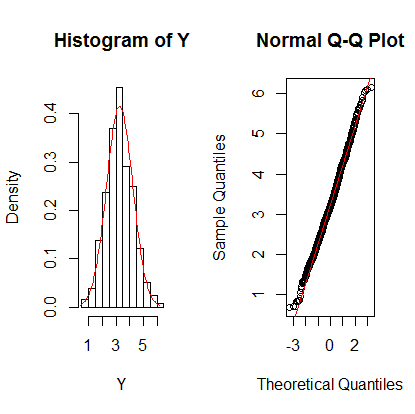 Histogram of Y
Density
0.0 0.1 0.2 0.3 0.4
1 3 5
Y
Normal Q-Q Plot
Sample Quantiles
1 2 3 4 5 6
-3 0 2
Theoretical Quantiles